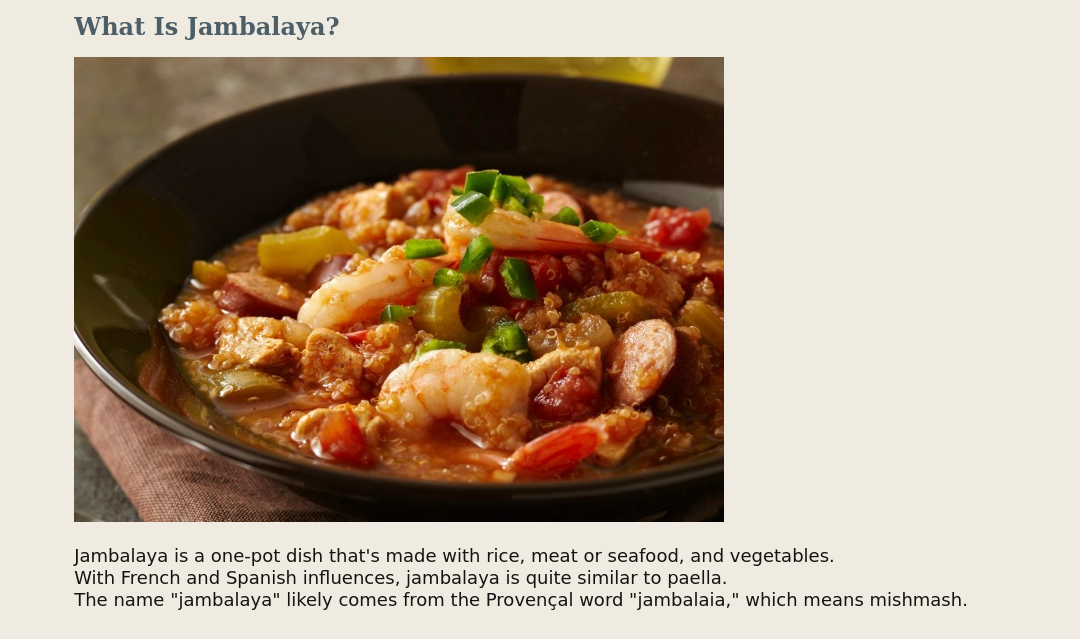 What Is Jambalaya?
Jambalaya is a one-pot dish that's made with rice, meat or seafood, and vegetables.
With French and Spanish influences, jambalaya is quite similar to paella.
The name "jambalaya" likely comes from the Provençal word "jambalaia," which means mishmash.